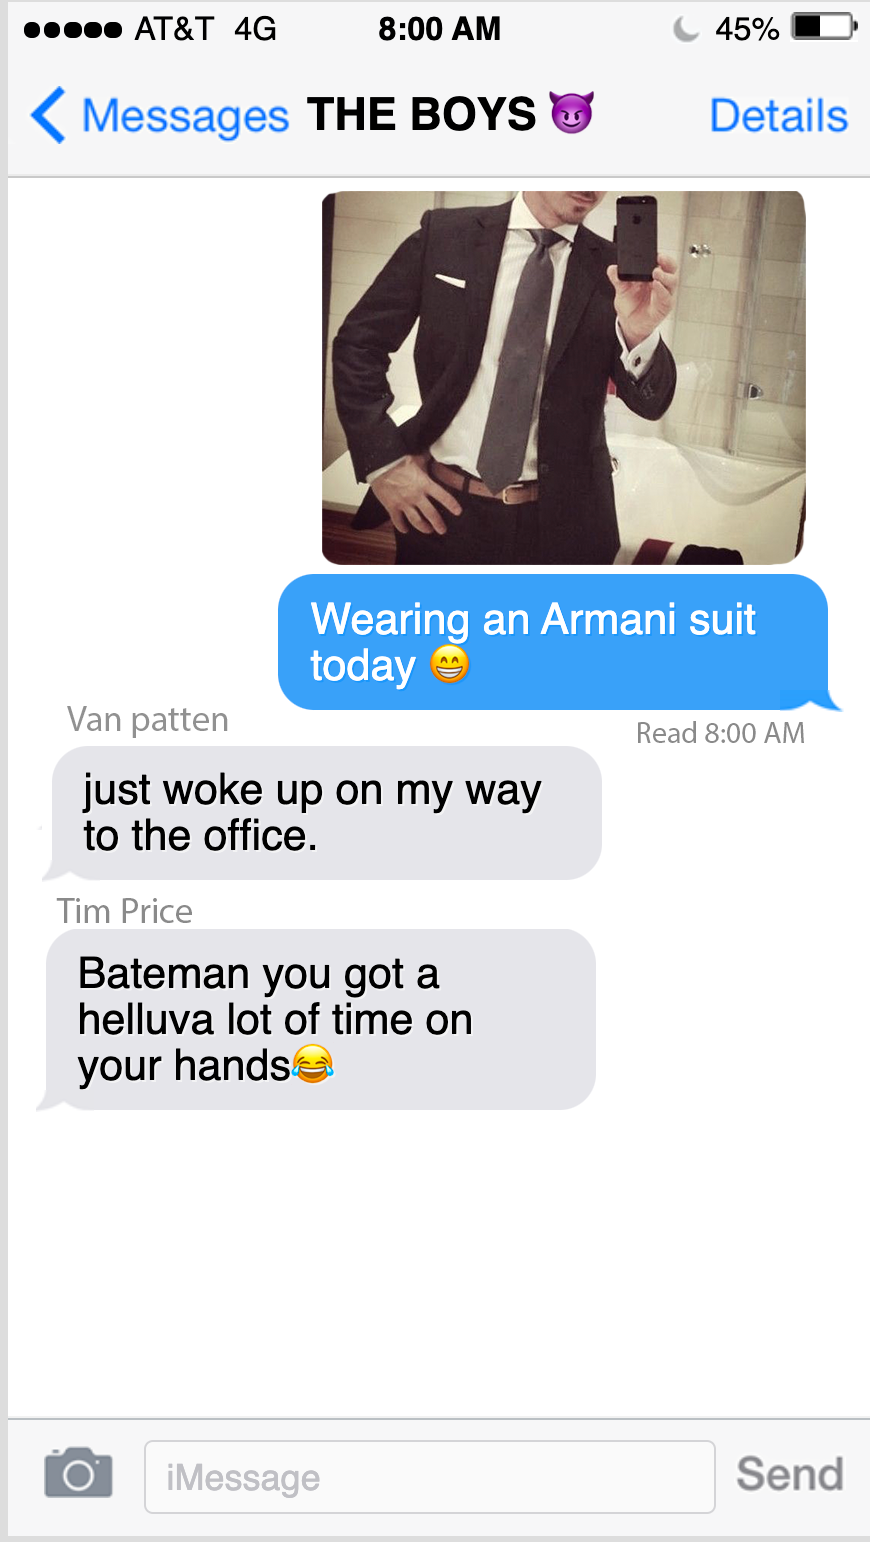 AT&T 4G 8:00 AM 45%
Messages THE BOYS 😈 Details
Wearing an Armani suit
today 😁
Van patten
Read 8:00 AM
just woke up on my way
to the office.
Tim Price
Bateman you got a
helluva lot of time on
your hands😂
iMessage Send